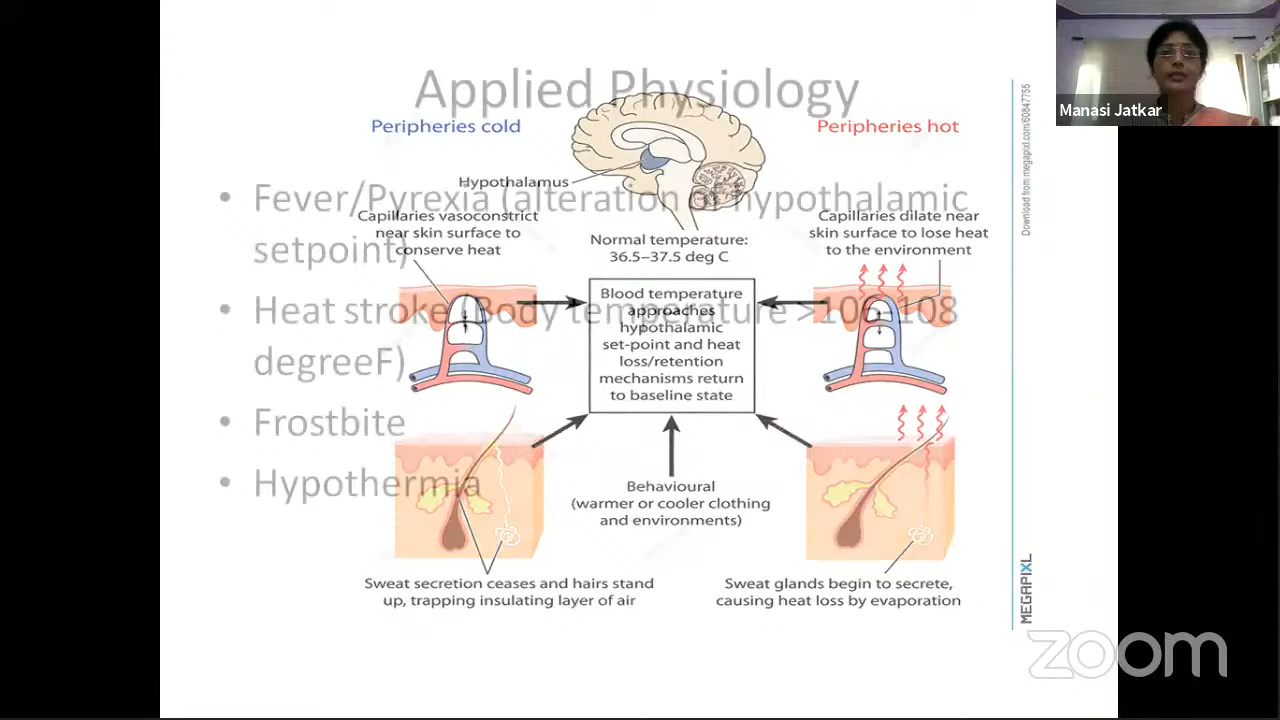 Applied Physiology
• Fever/Pyrexia (alteration hypothalamic
setpoint)
• Heat stroke (Body temperature >10 -108
degreeF)
• Frostbite
• Hypothermia
Peripheries cold
Peripheries hot
Hypothalamus
Capillaries vasoconstrict
near skin surface to
conserve heat
Normal temperature:
36.5–37.5 deg C
Capillaries dilate near
skin surface to lose heat
to the environment
Blood temperature
approaches
hypothalamic
set-point and heat
loss/retention
mechanisms return
to baseline state
Behavioural
(warmer or cooler clothing
and environments)
Sweat secretion ceases and hairs stand
up, trapping insulating layer of air
Sweat glands begin to secrete,
causing heat loss by evaporation
Download from megapixl.com/60847755
MEGAPIXL
Manasi Jatkar
zoom